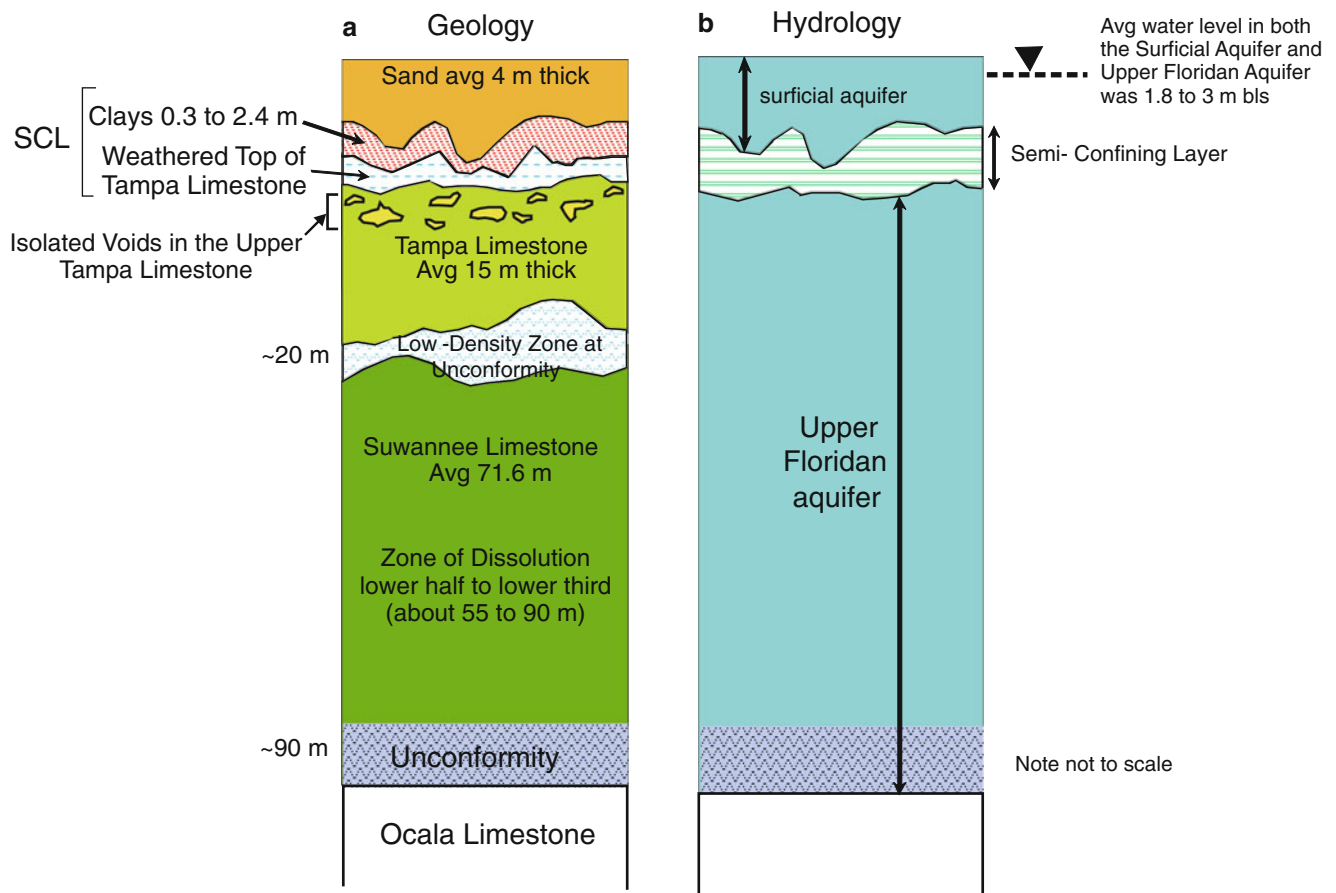 a Geology
Sand avg 4 m thick
SCL
Clays 0.3 to 2.4 m
Weathered Top of
Tampa Limestone
Isolated Voids in the Upper
Tampa Limestone
Tampa Limestone
Avg 15 m thick
~20 m
Low -Density Zone at
Unconformity
Suwannee Limestone
Avg 71.6 m
Zone of Dissolution
lower half to lower third
(about 55 to 90 m)
~90 m
Unconformity
Ocala Limestone
b Hydrology
Avg water level in both
the Surficial Aquifer and
Upper Floridan Aquifer
was 1.8 to 3 m bls
surficial aquifer
Semi- Confining Layer
Upper
Floridan
aquifer
Note not to scale